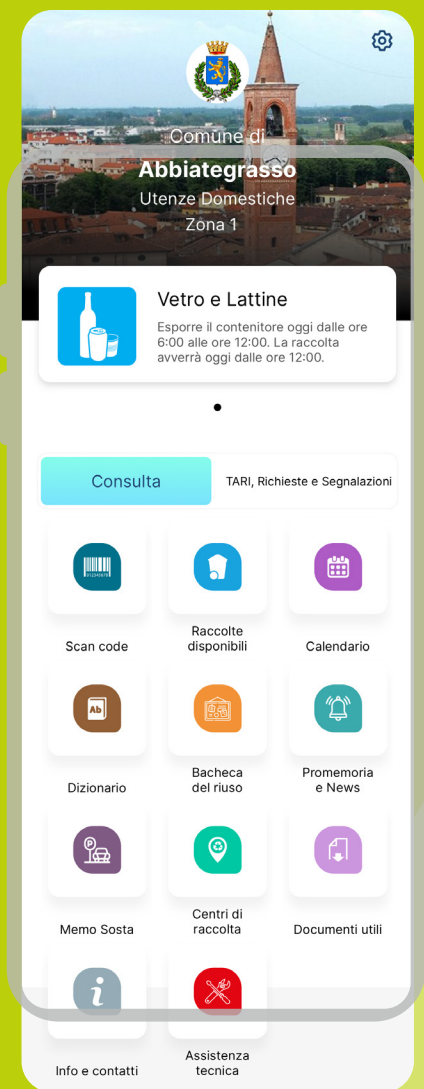 Comune di
Abbiategrasso
Utenze Domestiche
Zona 1
Vetro e Lattine
Esporre il contenitore oggi dalle ore
6:00 alle ore 12:00. La raccolta
avverrà oggi dalle ore 12:00.
Consulta
TARI, Richieste e Segnalazioni
Scan code
Raccolte
disponibili
Calendario
Ab
Dizionario
Bacheca
del riuso
Promemoria
e News
P
Memo Sosta
Centri di
raccolta
Documenti utili
i
Info e contatti
Assistenza
tecnica